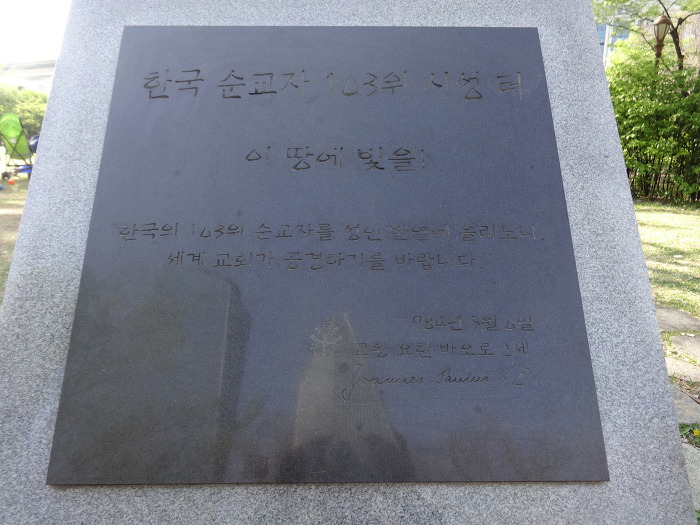 한국 순교자 103위 시성 터
이 땅에 빛을!
한국의 103위 순교자를 성인 반열에 올리노니,
세계 교회가 공경하기를 바랍니다.
1984년 5월 6일
교황 요한 바오로 2세
Joannes Paulus II